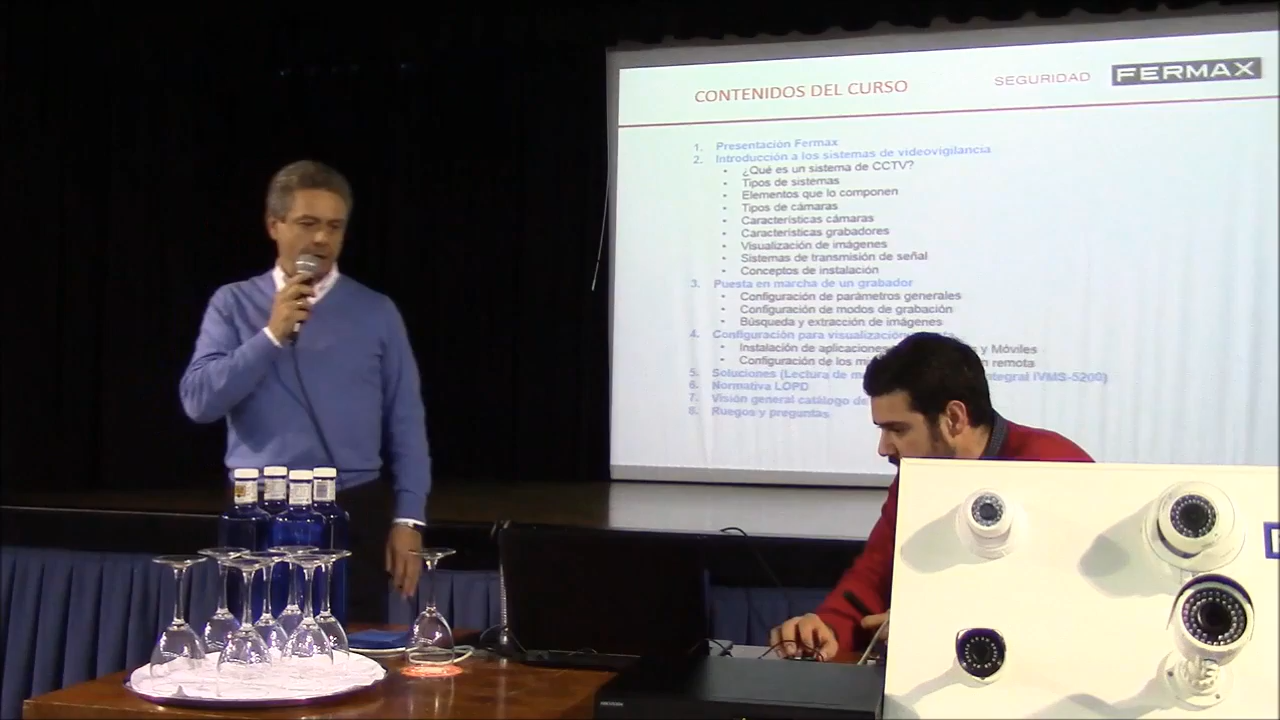 CONTENIDOS DEL CURSO
SEGURIDAD FERMAX
1. Presentación Fermax
2. Introducción a los sistemas de videovigilancia
• ¿Qué es un sistema de CCTV?
• Tipos de sistemas
• Elementos que lo componen
• Tipos de cámaras
• Características cámaras
• Características grabadores
• Visualización de imágenes
• Sistemas de transmisión de señal
• Conceptos de instalación
3. Puesta en marcha de un grabador
• Configuración de parámetros generales
• Configuración de modos de grabación
• Búsqueda y extracción de imágenes
4. Configuración para visualización
• Instalación de aplicaciones y Móviles
• Configuración de los remota
5. Soluciones (Lectura de IVMS-5200)
6. Normativa LOPD
7. Visión general catálogo de
8. Ruegos y preguntas
HIKVISION